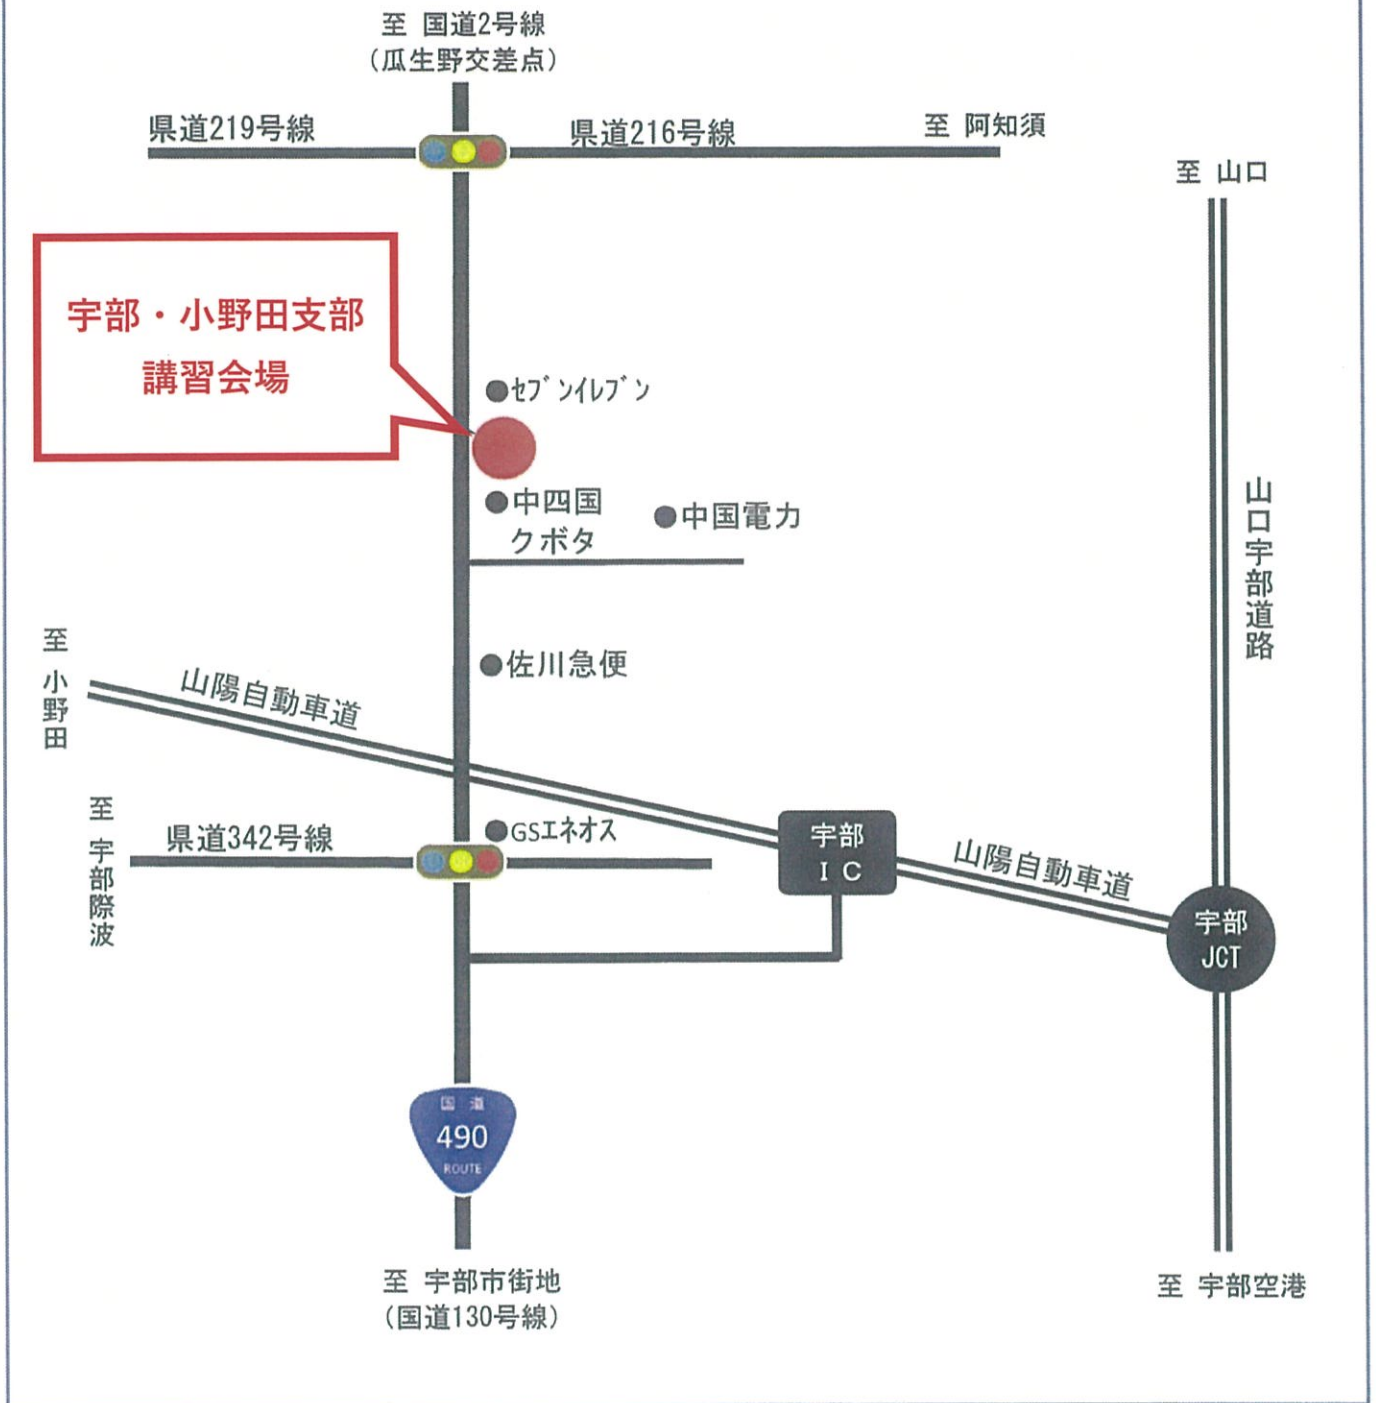 至 国道2号線
（瓜生野交差点）
県道219号線
県道216号線
至 阿知須
至 山口
宇部・小野田支部
講習会場
●ｾﾌﾞﾝｲﾚﾌﾞﾝ
●中四国
クボタ
●中国電力
山口宇部道路
至 小野田
●佐川急便
山陽自動車道
至 宇部際波
県道342号線
●GSエネオス
宇部
ＩＣ
山陽自動車道
宇部
JCT
国 道
490
ROUTE
至 宇部市街地
（国道130号線）
至 宇部空港